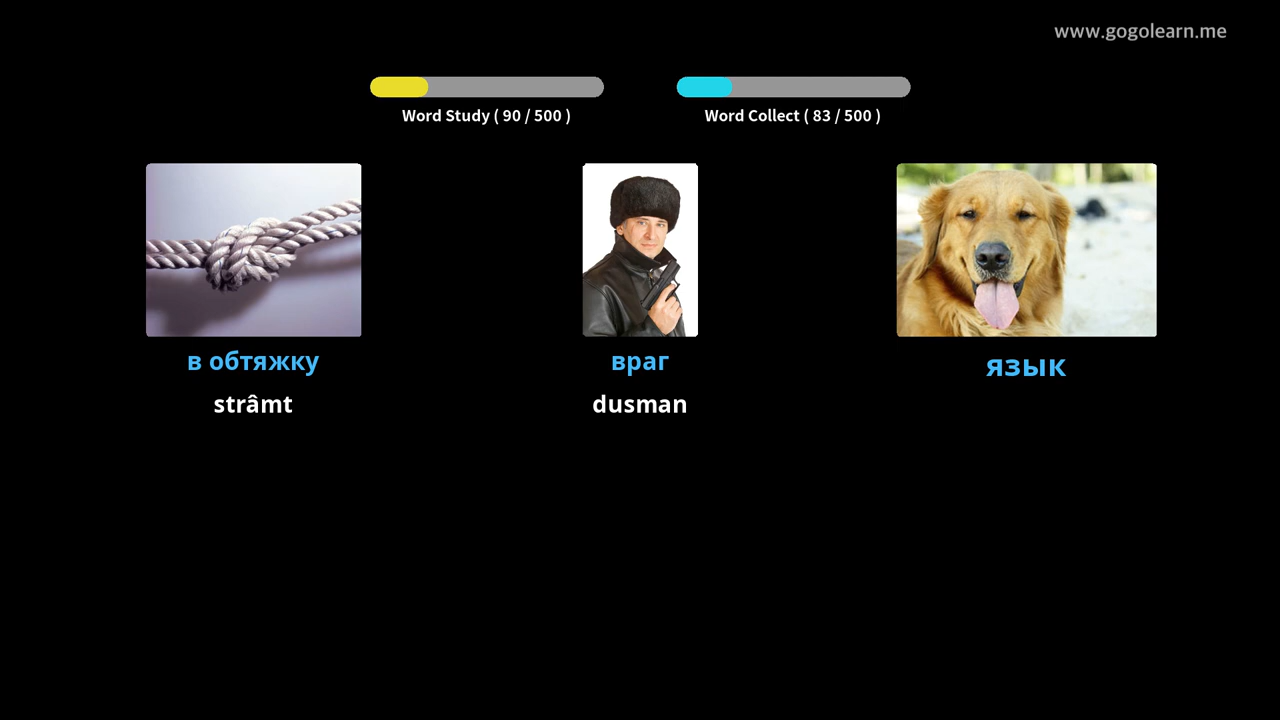 www.gogolearn.me
Word Study ( 90 / 500 )
Word Collect ( 83 / 500 )
в обтяжку
strâmt
враг
dusman
язык